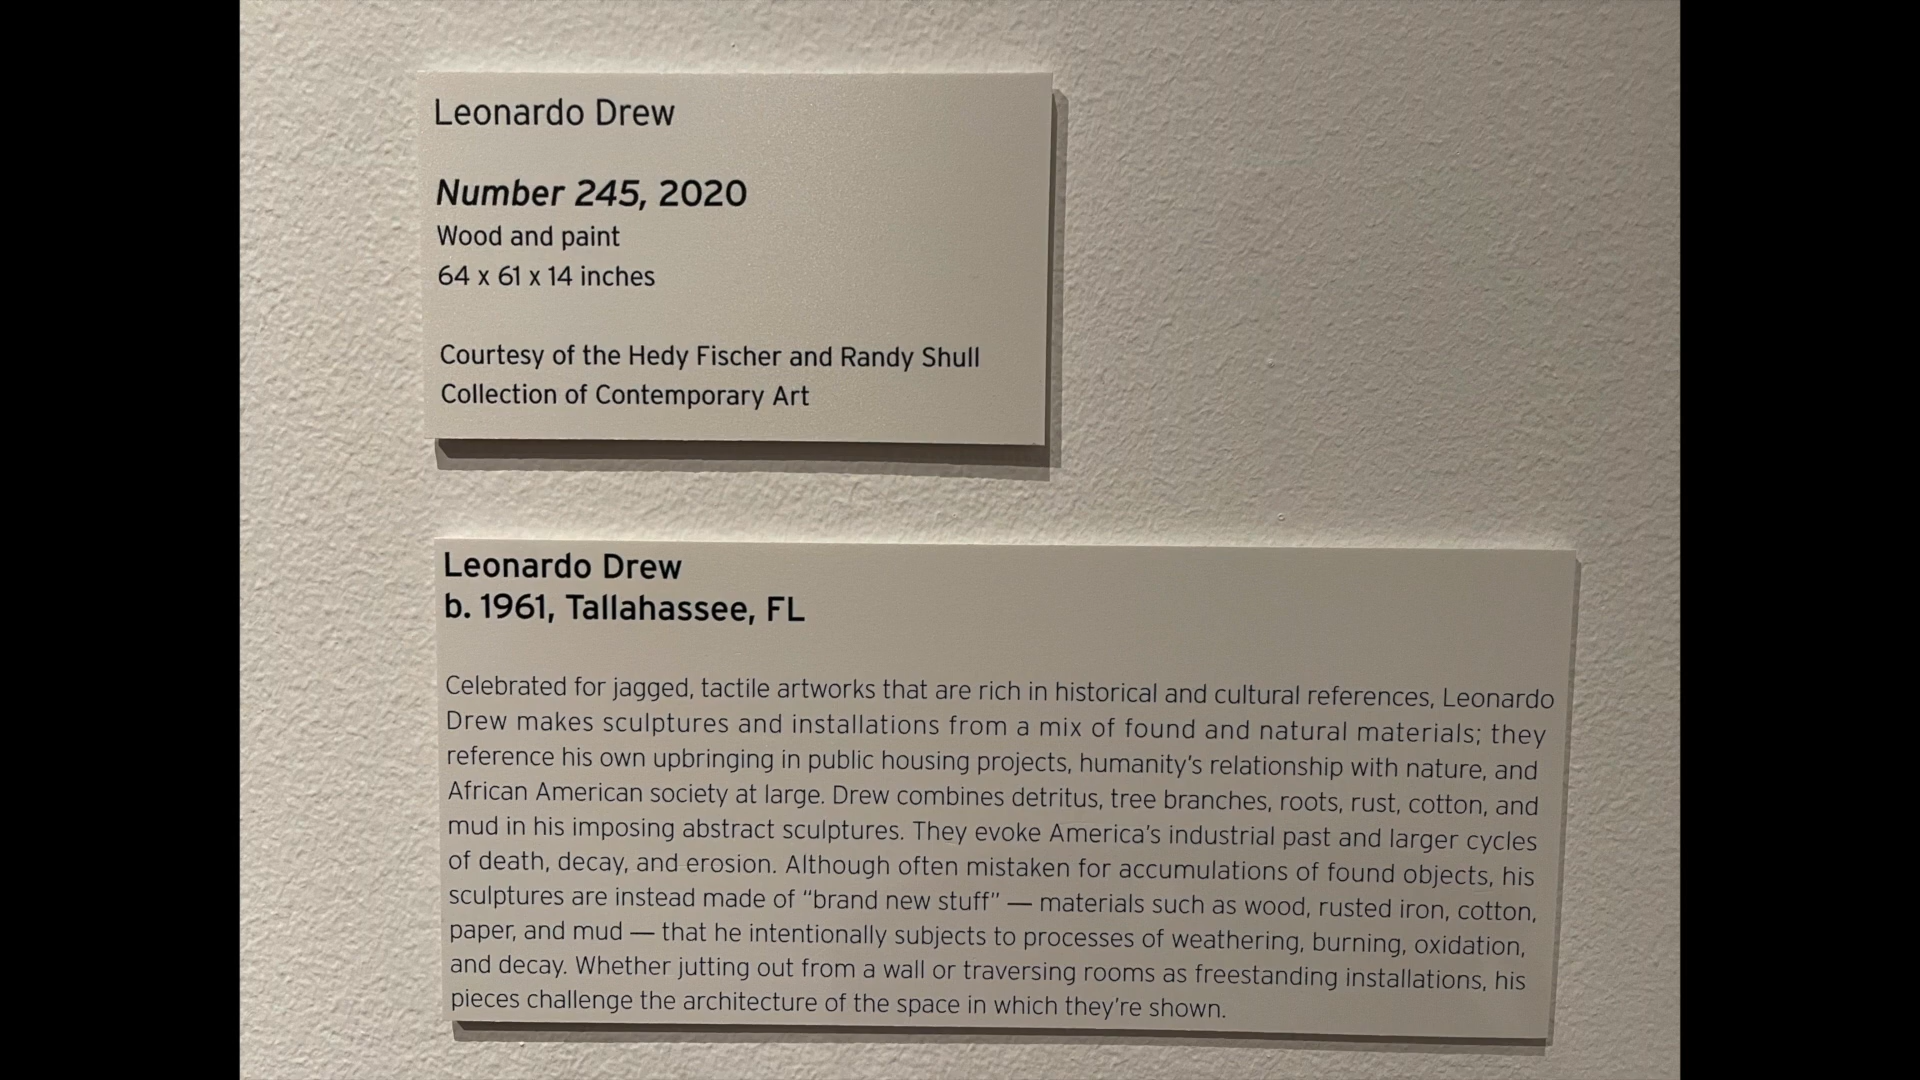 Leonardo Drew
Number 245, 2020
Wood and paint
64 x 61 x 14 inches
Courtesy of the Hedy Fischer and Randy Shull
Collection of Contemporary Art
Leonardo Drew
b. 1961, Tallahassee, FL
Celebrated for jagged, tactile artworks that are rich in historical and cultural references, Leonardo
Drew makes sculptures and installations from a mix of found and natural materials; they
reference his own upbringing in public housing projects, humanity's relationship with nature, and
African American society at large. Drew combines detritus, tree branches, roots, rust, cotton, and
mud in his imposing abstract sculptures. They evoke America's industrial past and larger cycles
of death, decay, and erosion. Although often mistaken for accumulations of found objects, his
sculptures are instead made of “brand new stuff” — materials such as wood, rusted iron, cotton,
paper, and mud — that he intentionally subjects to processes of weathering, burning, oxidation,
and decay. Whether jutting out from a wall or traversing rooms as freestanding installations, his
pieces challenge the architecture of the space in which they're shown.